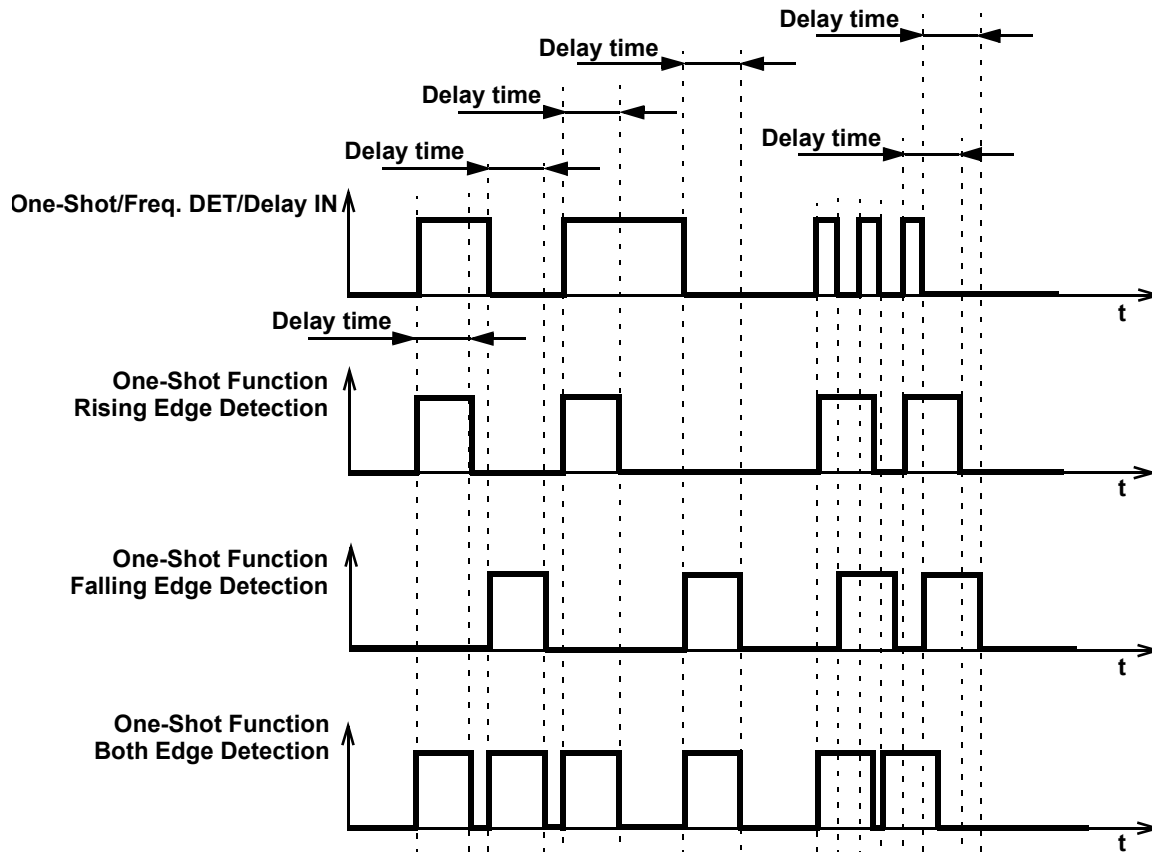 Delay time
Delay time
Delay time
Delay time
Delay time
One-Shot/Freq. DET/Delay IN
t
Delay time
One-Shot Function
Rising Edge Detection
t
One-Shot Function
Falling Edge Detection
t
One-Shot Function
Both Edge Detection
t